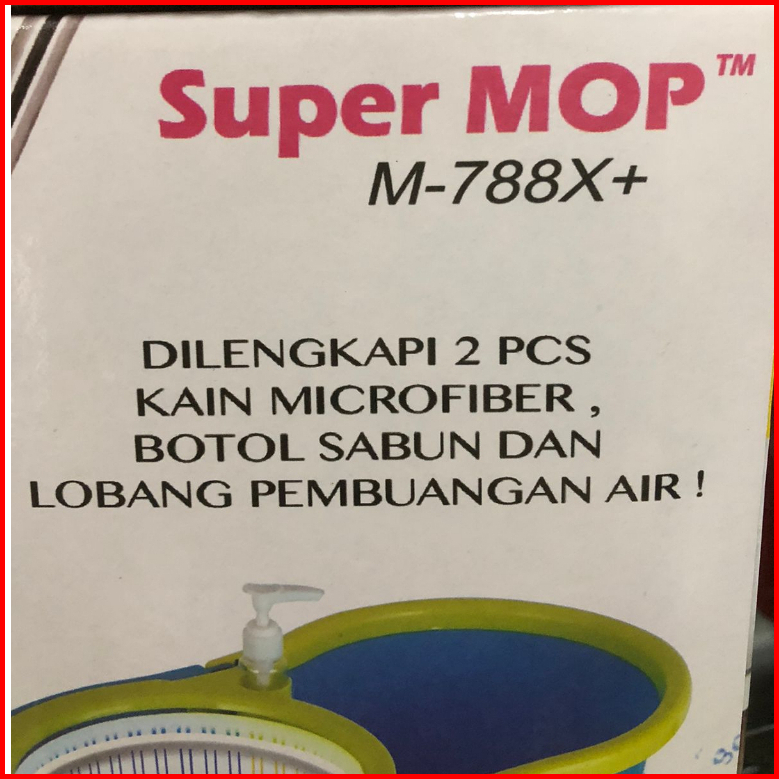 Super MOP™
M-788X+
DILENGKAPI 2 PCS
KAIN MICROFIBER ,
BOTOL SABUN DAN
LOBANG PEMBUANGAN AIR !